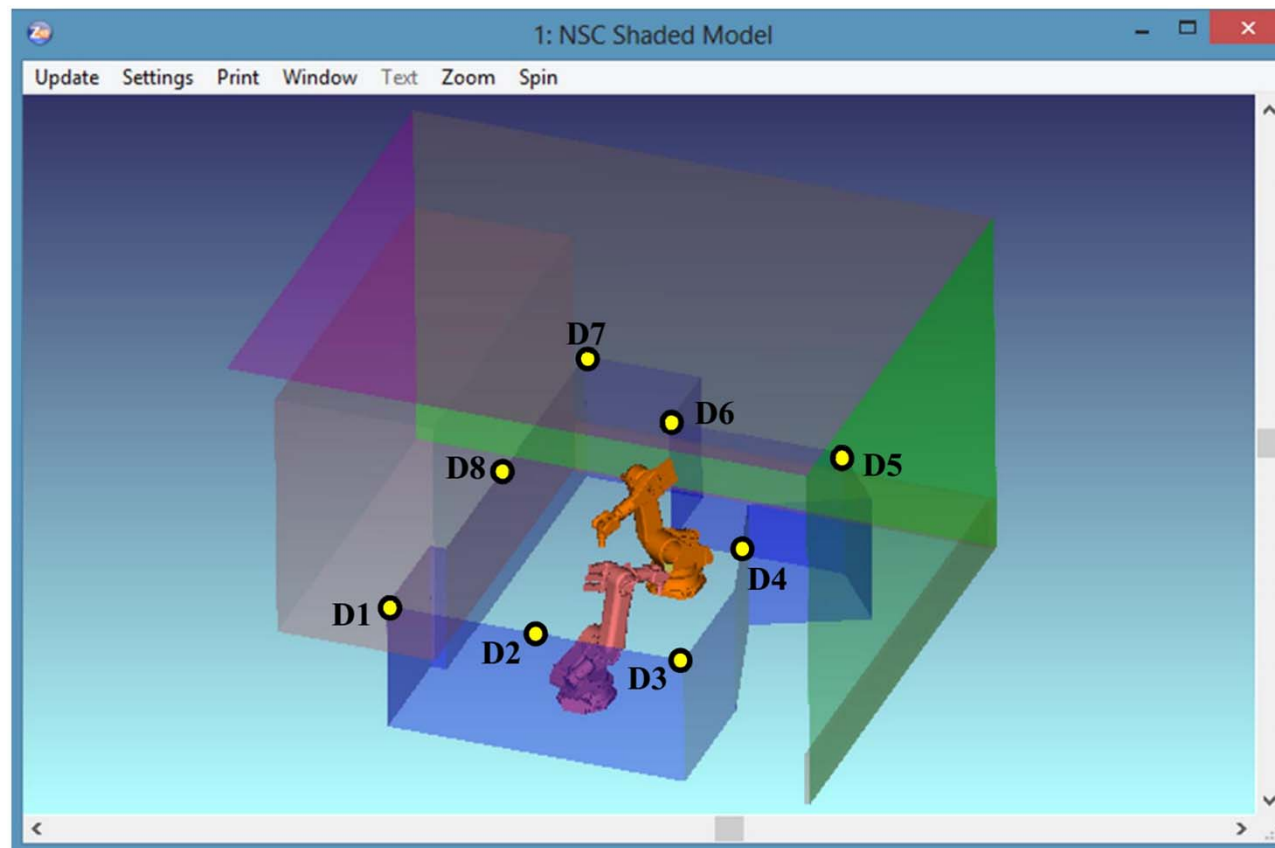 1: NSC Shaded Model
Update Settings Print Window Text Zoom Spin
D7
D6
D8
D5
D4
D1
D2
D3